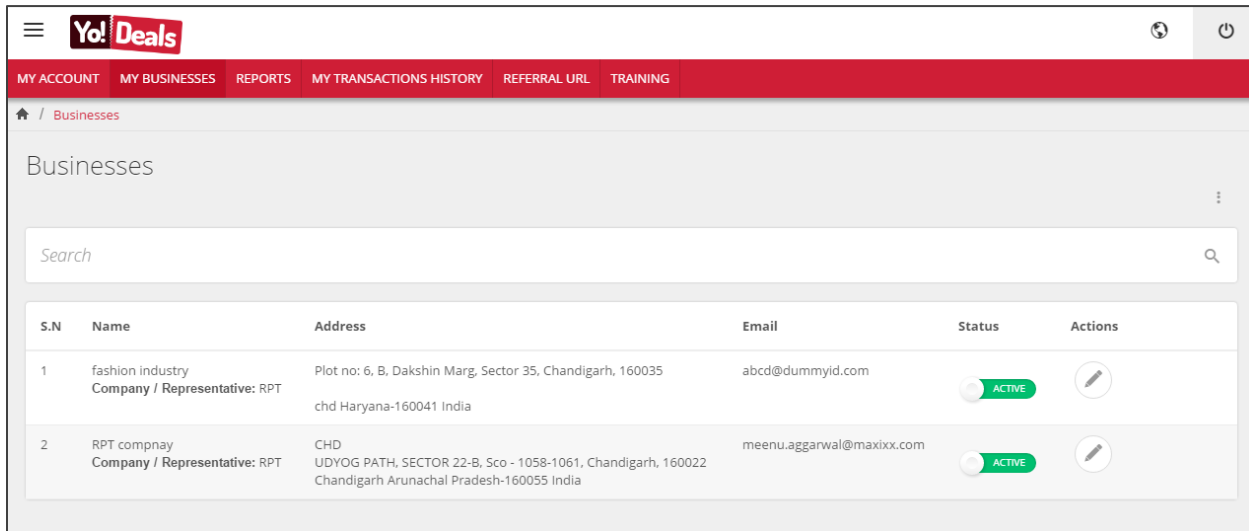 Yo! Deals
MY ACCOUNT MY BUSINESSES REPORTS MY TRANSACTIONS HISTORY REFERRAL URL TRAINING
/ Businesses
Businesses
Search
S.N Name Address Email Status Actions
1 fashion industry Plot no: 6, B, Dakshin Marg, Sector 35, Chandigarh, 160035 abcd@dummyid.com
Company / Representative: RPT ACTIVE
chd Haryana-160041 India
2 RPT compnay CHD meenu.aggarwal@maxixx.com
Company / Representative: RPT UDYOG PATH, SECTOR 22-B, Sco - 1058-1061, Chandigarh, 160022 ACTIVE
Chandigarh Arunachal Pradesh-160055 India